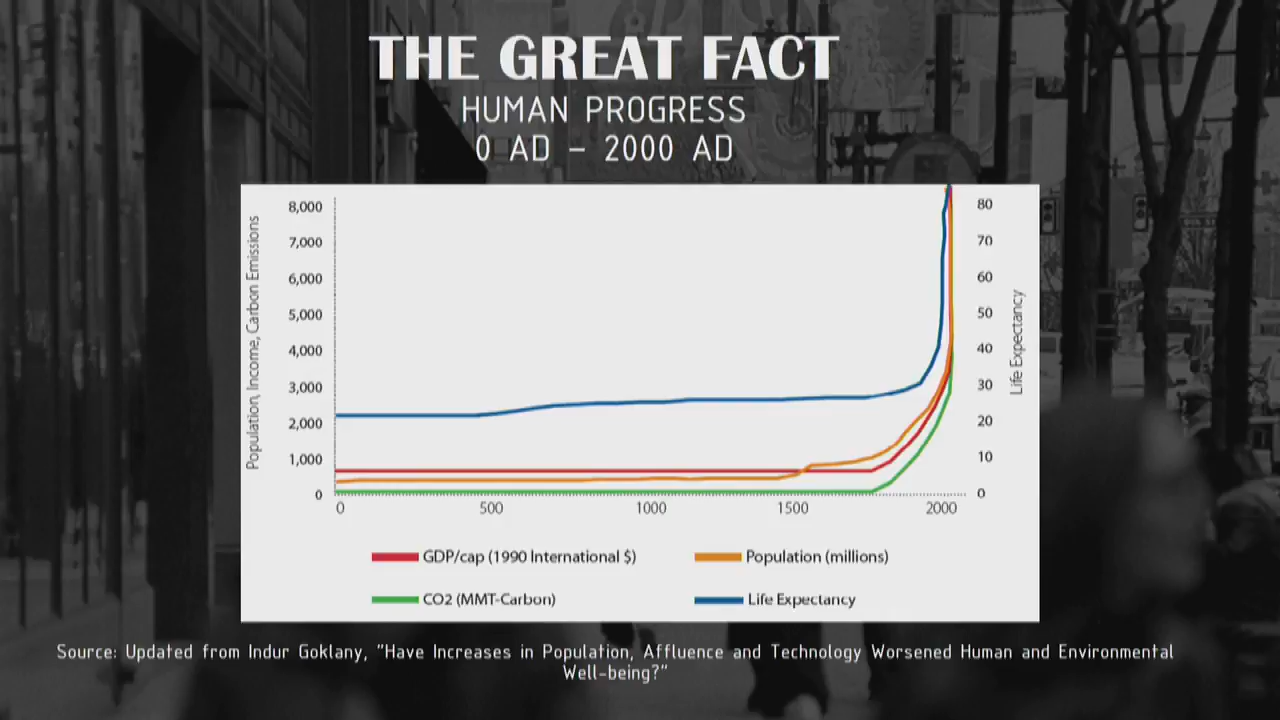 THE GREAT FACT
HUMAN PROGRESS
0 AD – 2000 AD
Population, Income, Carbon Emissions
8,000
7,000
6,000
5,000
4,000
3,000
2,000
1,000
0
80
70
60
50
40
30
20
10
0
Life Expectancy
0 500 1000 1500 2000
GDP/cap (1990 International $) Population (millions)
CO2 (MMT-Carbon) Life Expectancy
Source: Updated from Indur Goklany, "Have Increases in Population, Affluence and Technology Worsened Human and Environmental
Well-being?"